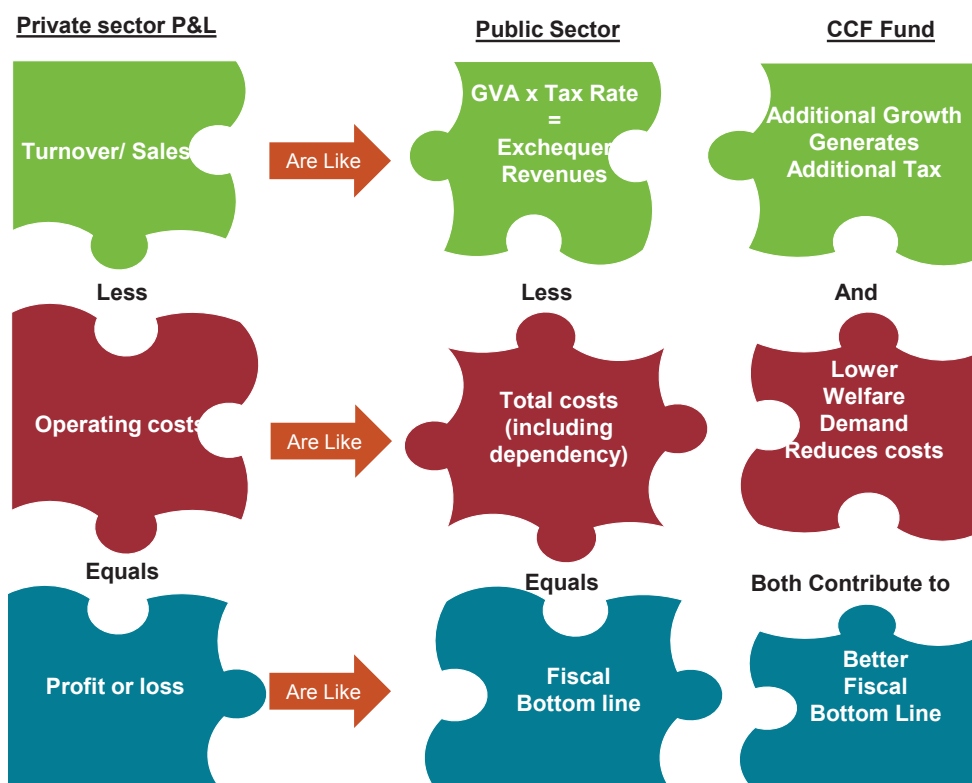 Private sector P&L
Public Sector
CCF Fund
Turnover/ Sales
Are Like
GVA x Tax Rate
=
Exchequer
Revenues
Additional Growth
Generates
Additional Tax
Less
Less
And
Operating costs
Are Like
Total costs
(including
dependency)
Lower
Welfare
Demand
Reduces costs
Equals
Equals
Both Contribute to
Profit or loss
Are Like
Fiscal
Bottom line
Better
Fiscal
Bottom Line